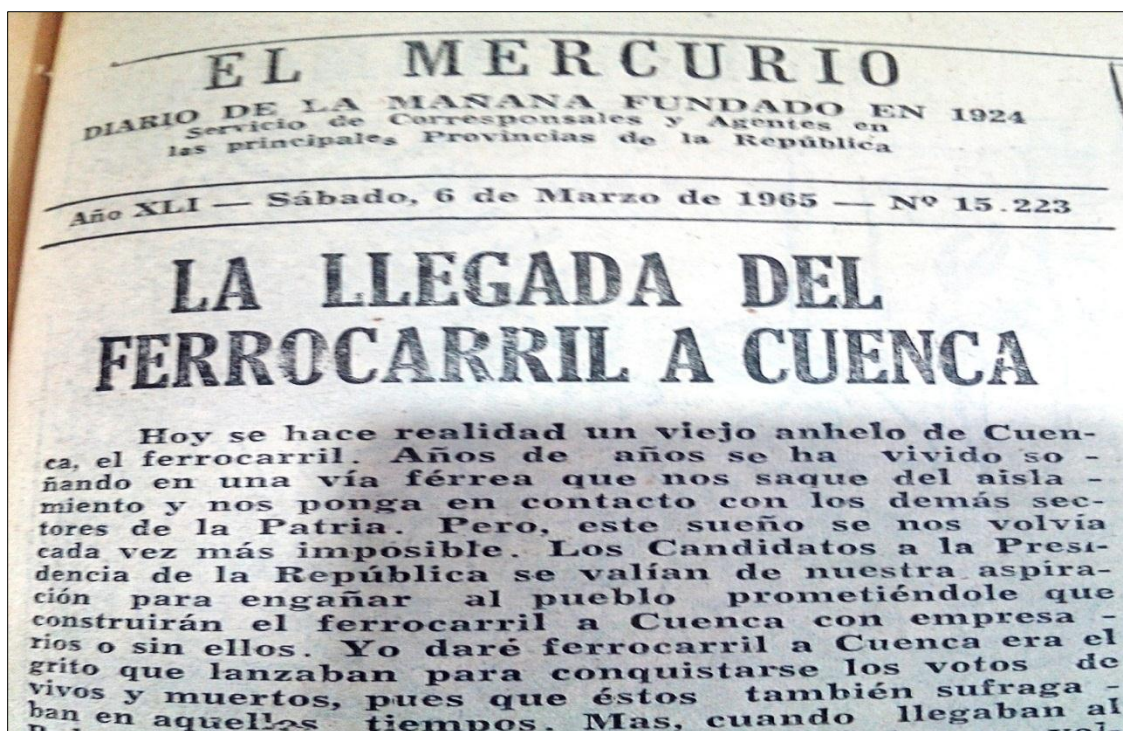 EL MERCURIO
DIARIO DE LA MAÑANA FUNDADO EN 1924
Servicio de Corresponsales y Agentes en
las principales Provincias de la República
Año XLI — Sábado, 6 de Marzo de 1965 — Nº 15.223
LA LLEGADA DEL
FERROCARRIL A CUENCA
Hoy se hace realidad un viejo anhelo de Cuen-
ca, el ferrocarril. Años de años se ha vivido so -
ñando en una vía férrea que nos saque del aisla -
miento y nos ponga en contacto con los demás sec-
tores de la Patria. Pero, este sueño se nos volvía
cada vez más imposible. Los Candidatos a la Presi-
dencia de la República se valían de nuestra aspira-
ción para engañar al pueblo prometiéndole que
construirán el ferrocarril a Cuenca con empresa -
rios o sin ellos. Yo daré ferrocarril a Cuenca era el
grito que lanzaban para conquistarse los votos de
vivos y muertos, pues que éstos también sufraga -
ban en aquellos tiempos. Mas, cuando llegaban al